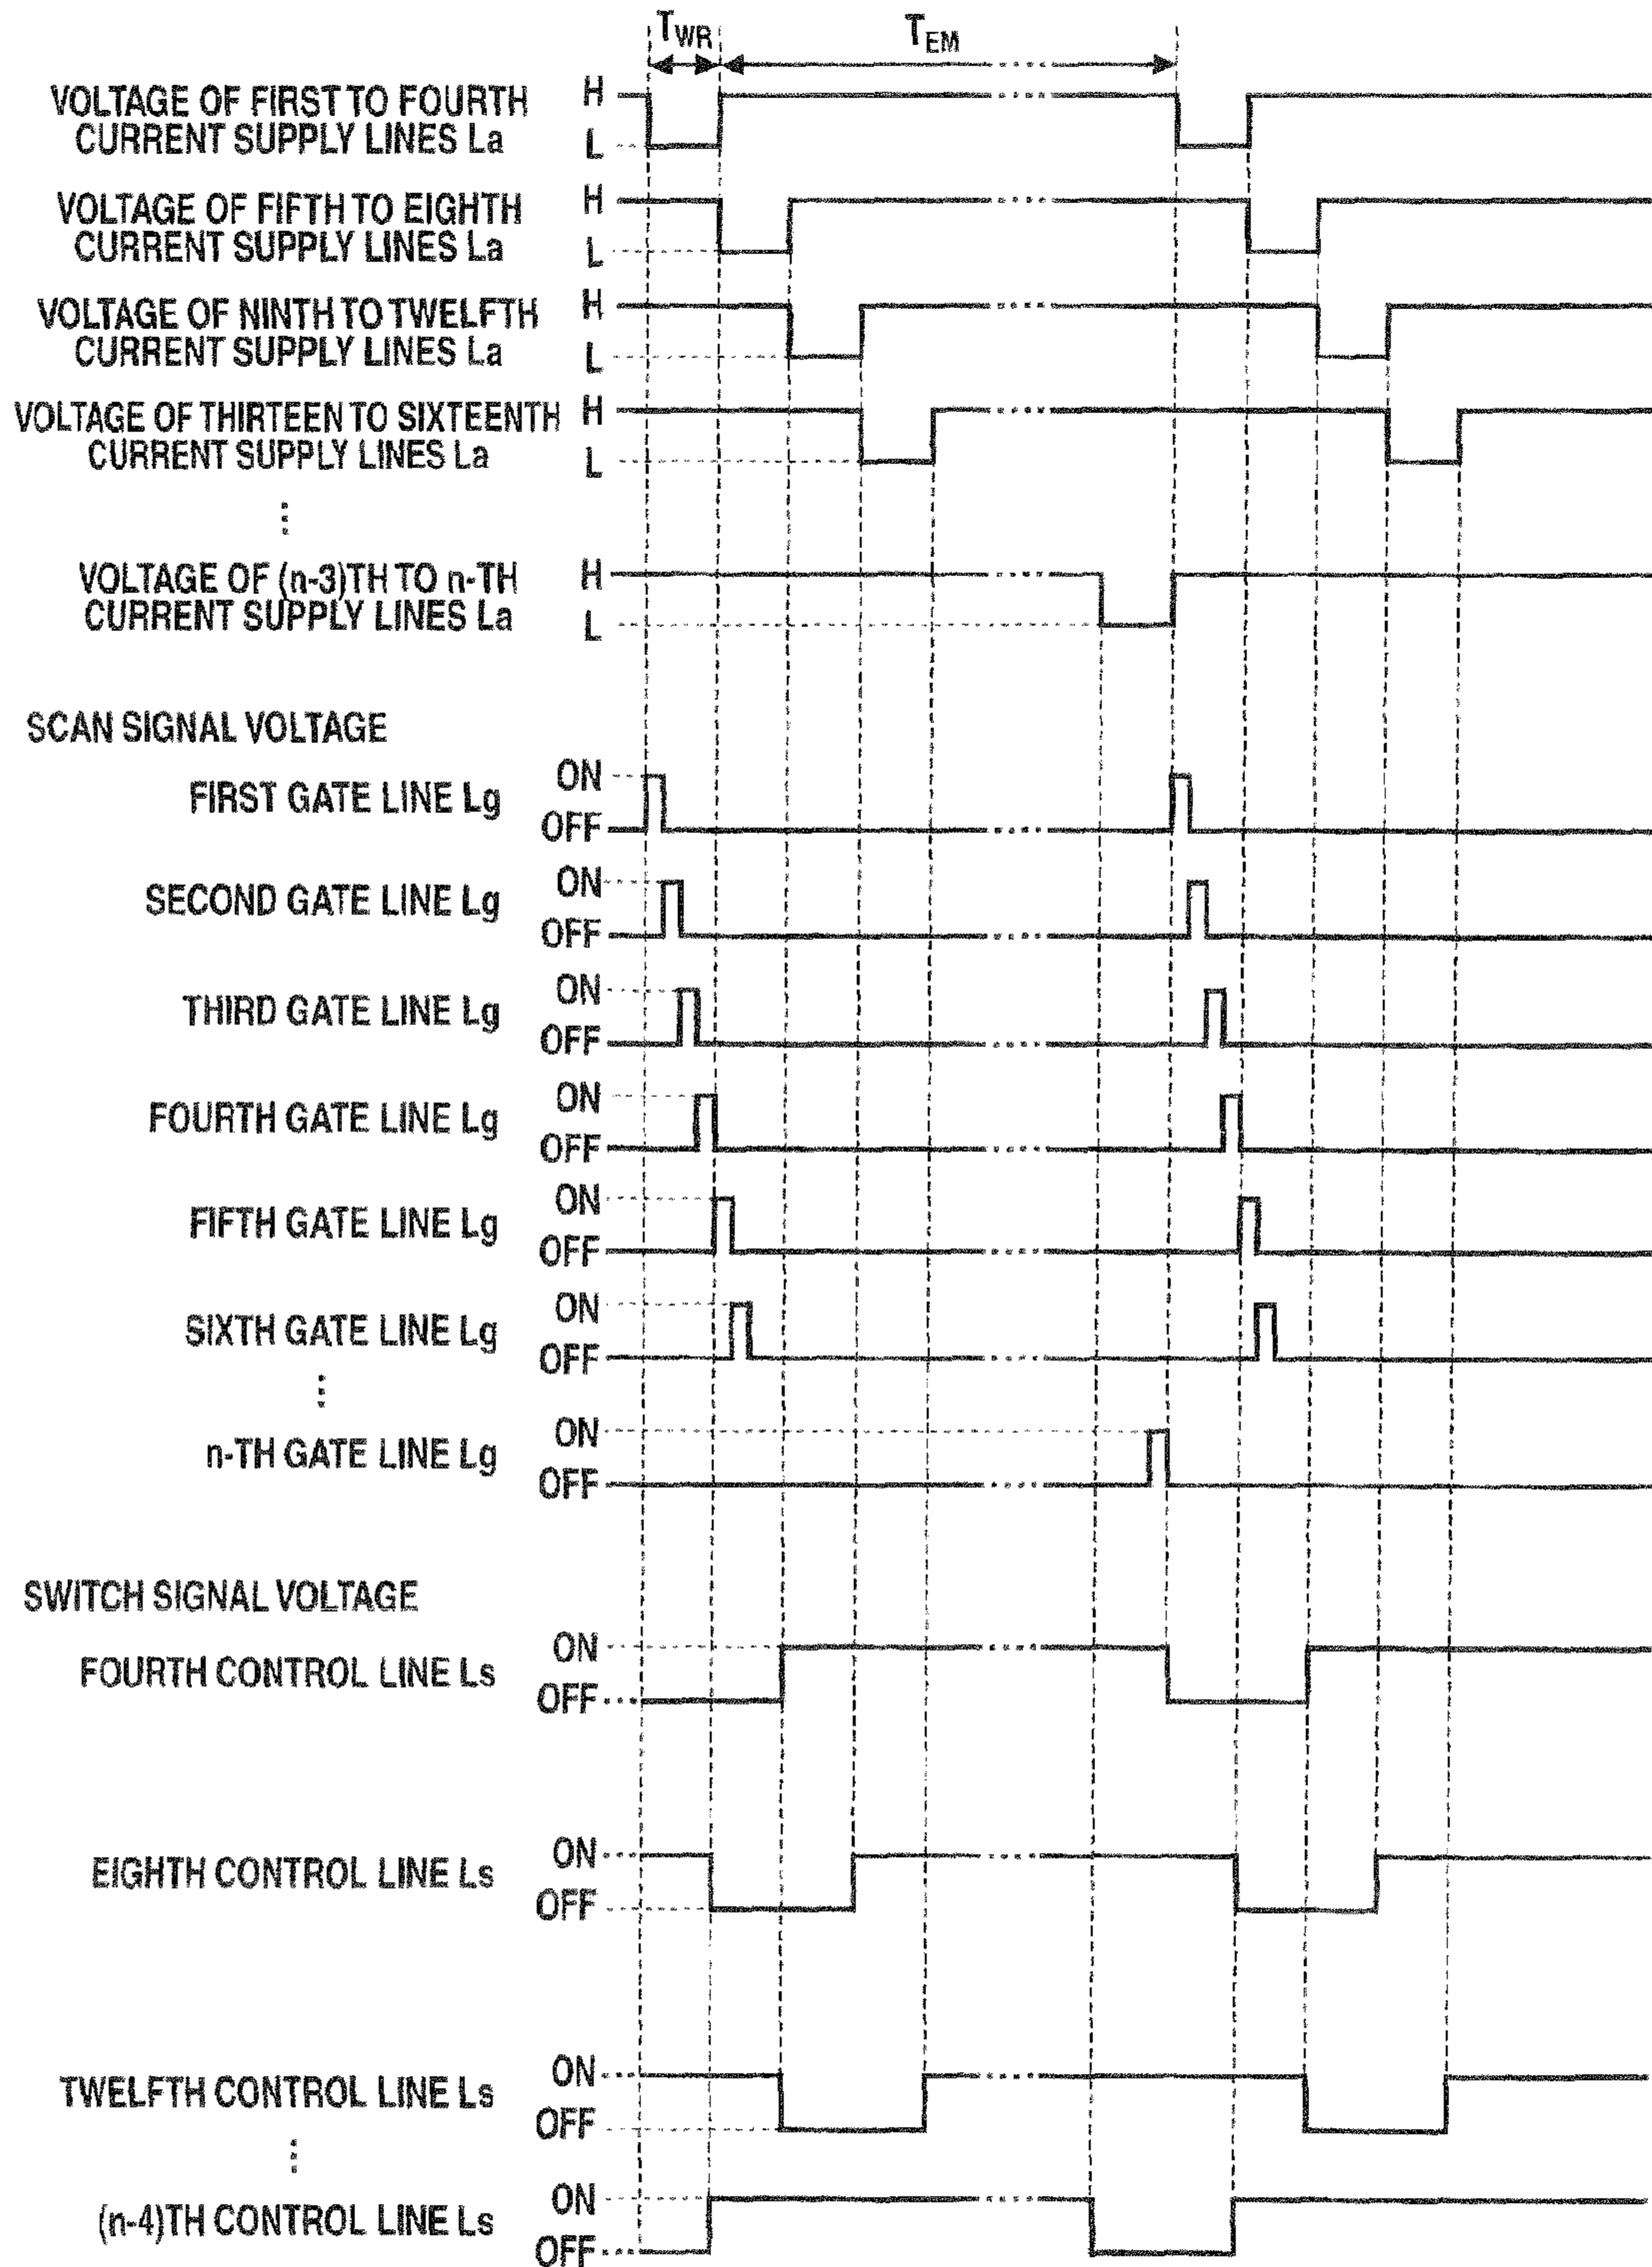 TWR TEM
VOLTAGE OF FIRST TO FOURTH
CURRENT SUPPLY LINES La
H
L
VOLTAGE OF FIFTH TO EIGHTH
CURRENT SUPPLY LINES La
H
L
VOLTAGE OF NINTH TO TWELFTH
CURRENT SUPPLY LINES La
H
L
VOLTAGE OF THIRTEEN TO SIXTEENTH
CURRENT SUPPLY LINES La
H
L
VOLTAGE OF (n-3)TH TO n-TH
CURRENT SUPPLY LINES La
H
L
SCAN SIGNAL VOLTAGE
FIRST GATE LINE Lg
ON
OFF
SECOND GATE LINE Lg
ON
OFF
THIRD GATE LINE Lg
ON
OFF
FOURTH GATE LINE Lg
ON
OFF
FIFTH GATE LINE Lg
ON
OFF
SIXTH GATE LINE Lg
ON
OFF
n-TH GATE LINE Lg
ON
OFF
SWITCH SIGNAL VOLTAGE
FOURTH CONTROL LINE Ls
ON
OFF
EIGHTH CONTROL LINE Ls
ON
OFF
TWELFTH CONTROL LINE Ls
ON
OFF
(n-4)TH CONTROL LINE Ls
ON
OFF